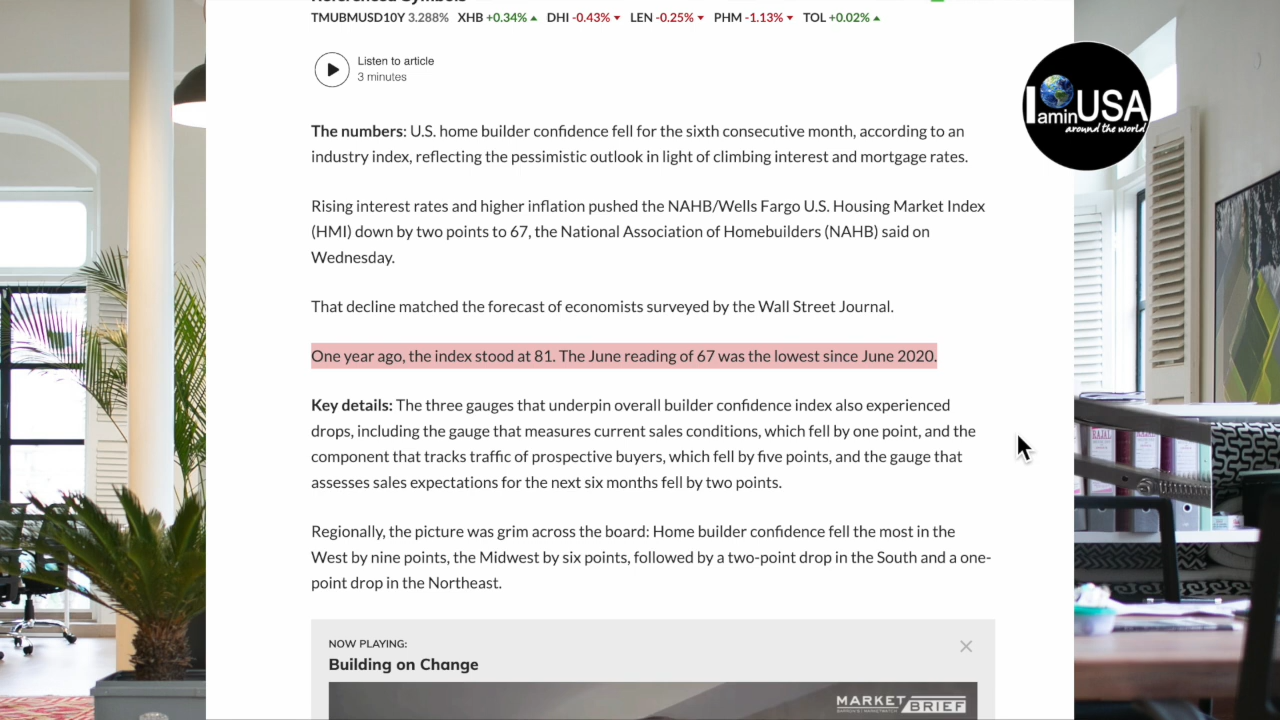 Referenced Symbols
TMUBMUSD10Y 3.288% XHB +0.34% DHI -0.43% LEN -0.25% PHM -1.13% TOL +0.02%
Listen to article
3 minutes
The numbers: U.S. home builder confidence fell for the sixth consecutive month, according to an
industry index, reflecting the pessimistic outlook in light of climbing interest and mortgage rates.
Rising interest rates and higher inflation pushed the NAHB/Wells Fargo U.S. Housing Market Index
(HMI) down by two points to 67, the National Association of Homebuilders (NAHB) said on
Wednesday.
That decline matched the forecast of economists surveyed by the Wall Street Journal.
One year ago, the index stood at 81. The June reading of 67 was the lowest since June 2020.
Key details: The three gauges that underpin overall builder confidence index also experienced
drops, including the gauge that measures current sales conditions, which fell by one point, and the
component that tracks traffic of prospective buyers, which fell by five points, and the gauge that
assesses sales expectations for the next six months fell by two points.
Regionally, the picture was grim across the board: Home builder confidence fell the most in the
West by nine points, the Midwest by six points, followed by a two-point drop in the South and a one-
point drop in the Northeast.
NOW PLAYING:
Building on Change
MARKET BRIEF
I amin USA
around the world